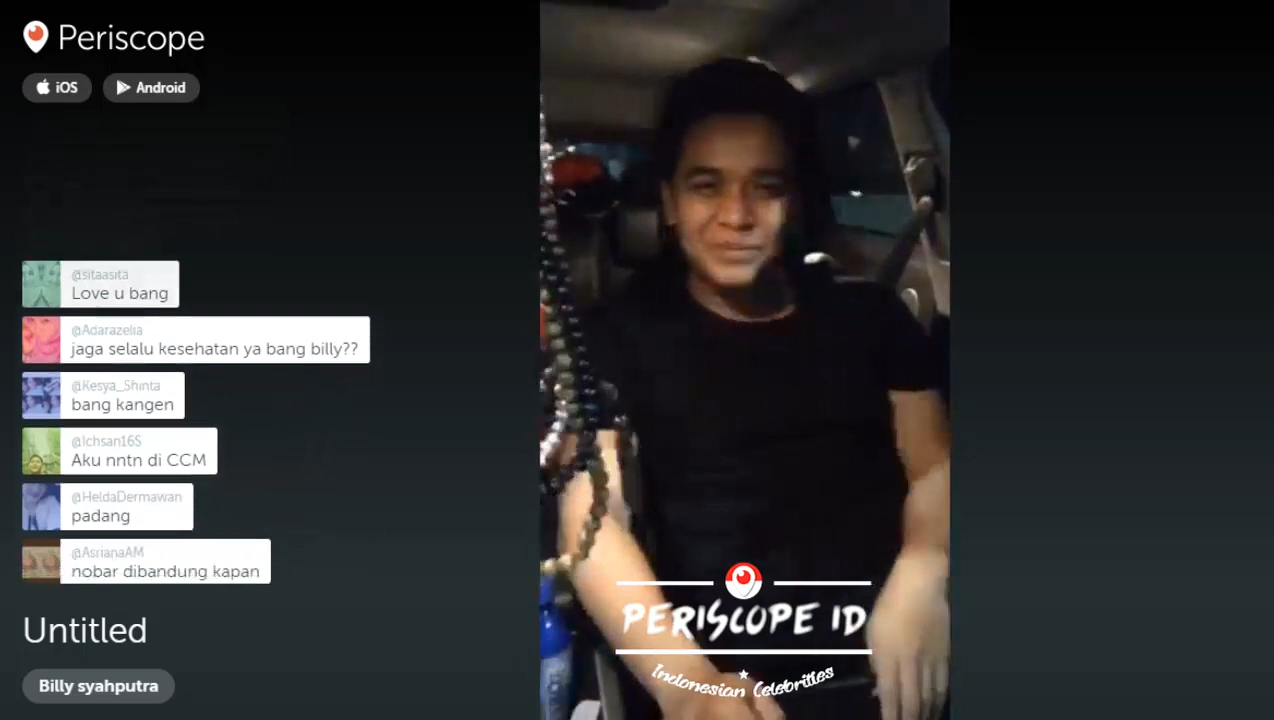 Periscope
iOS
Android
@sitaasita
Love u bang
@Adarazelia
jaga selalu kesehatan ya bang billy??
@Kesya_Shinta
bang kangen
@Ichsan16S
Aku nntn di CCM
@HeldaDermawan
padang
@AsrianaAM
nobar dibandung kapan
Untitled
Billy syahputra
PERISCOPE ID
Indonesian Celebrities